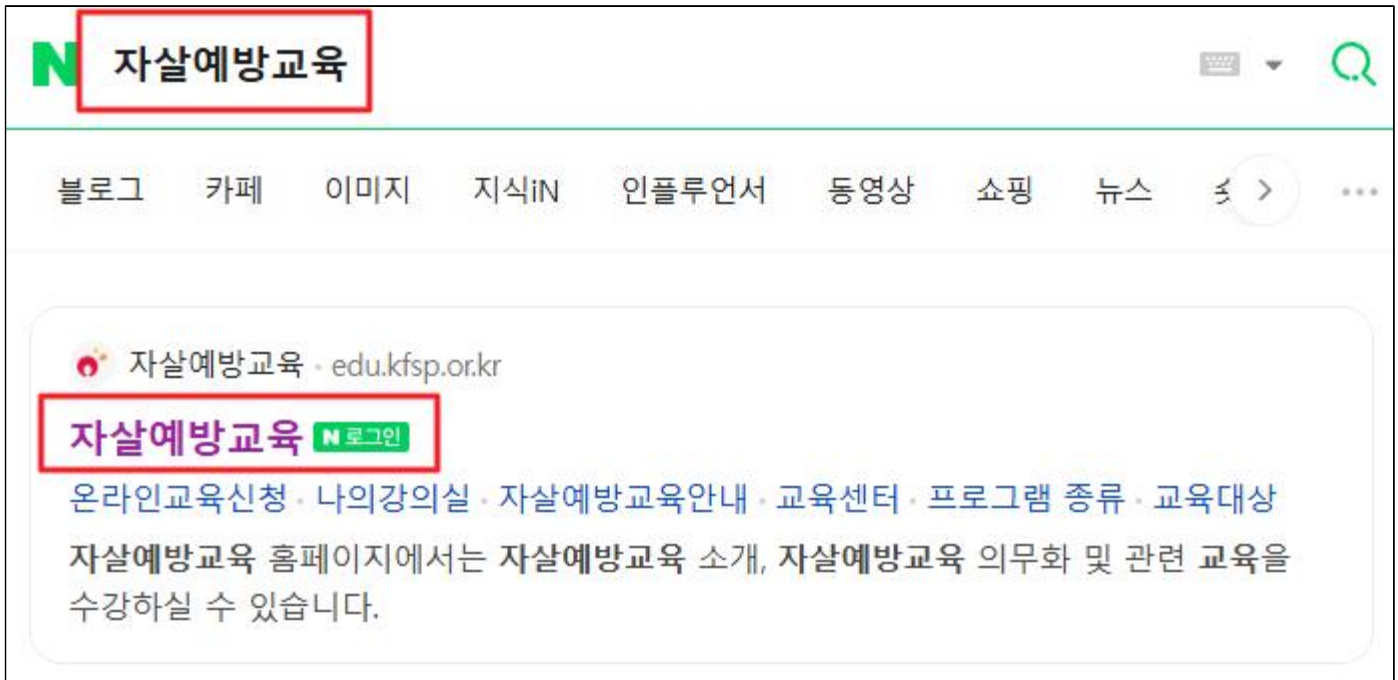 N 자살예방교육
블로그 카페 이미지 지식iN 인플루언서 동영상 쇼핑 뉴스
자살예방교육 · edu.kfsp.or.kr
자살예방교육 N 로그인
온라인교육신청 · 나의강의실 · 자살예방교육안내 · 교육센터 · 프로그램 종류 · 교육대상
자살예방교육 홈페이지에서는 자살예방교육 소개, 자살예방교육 의무화 및 관련 교육을
수강하실 수 있습니다.